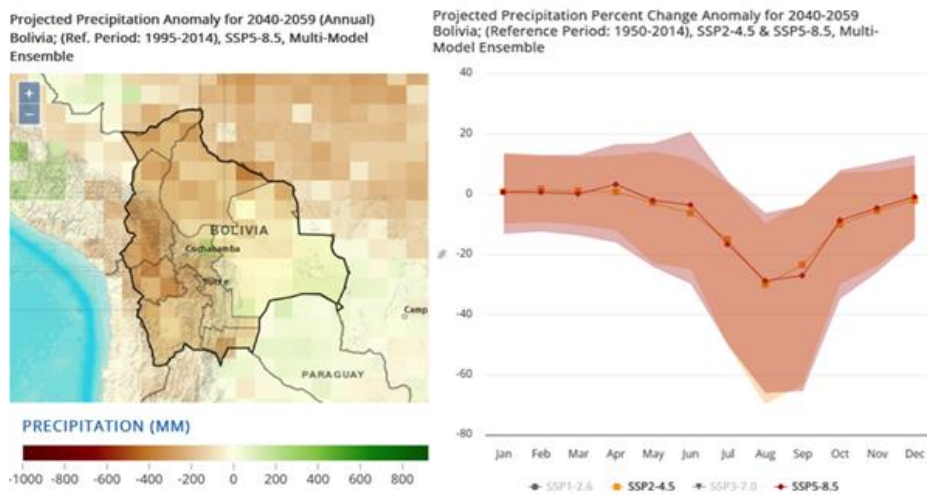 Projected Precipitation Anomaly for 2040-2059 (Annual)
Bolivia; (Ref. Period: 1995-2014), SSP5-8.5, Multi-Model
Ensemble
+
−
BOLIVIA
Cochabamba
Sucre
Camp
PARAGUAY
PRECIPITATION (MM)
-1000 -800 -600 -400 -200 0 200 400 600 800
Projected Precipitation Percent Change Anomaly for 2040-2059
Bolivia; (Reference Period: 1950-2014), SSP2-4.5 & SSP5-8.5, Multi-
Model Ensemble
40
20
0
%
-20
-40
-60
-80
Jan Feb Mar Apr May Jun Jul Aug Sep Oct Nov Dec
SSP1-2.6 SSP2-4.5 SSP3-7.0 SSP5-8.5